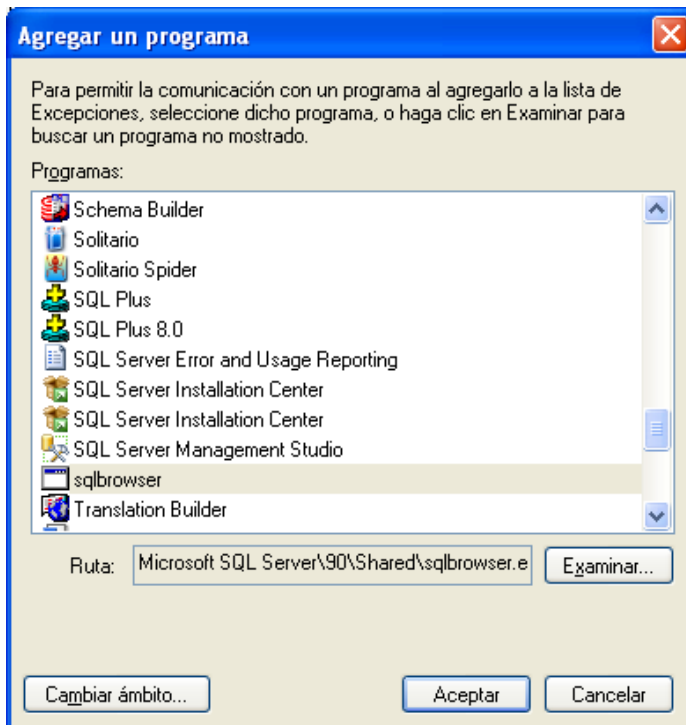 Agregar un programa
Para permitir la comunicación con un programa al agregarlo a la lista de
Excepciones, seleccione dicho programa, o haga clic en Examinar para
buscar un programa no mostrado.
Programas:
Schema Builder
Solitario
Solitario Spider
SQL Plus
SQL Plus 8.0
SQL Server Error and Usage Reporting
SQL Server Installation Center
SQL Server Installation Center
SQL Server Management Studio
sqlbrowser
Translation Builder
Ruta: Microsoft SQL Server\90\Shared\sqlbrowser.e Examinar...
Cambiar ámbito... Aceptar Cancelar